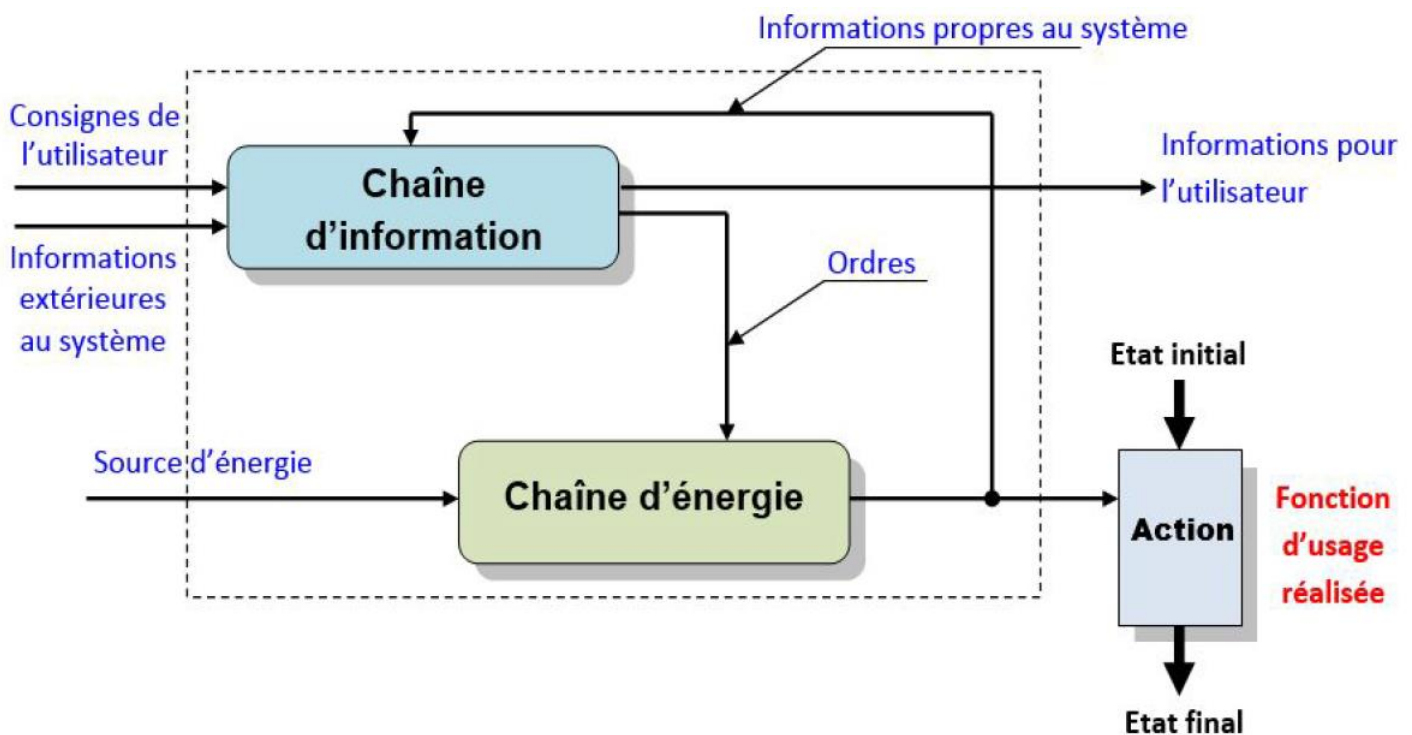 Informations propres au système
Consignes de
l'utilisateur
Chaîne
d'information
Informations pour
l'utilisateur
Informations
extérieures
au système
Ordres
Etat initial
Source d'énergie
Chaîne d'énergie
Action
Fonction
d'usage
réalisée
Etat final